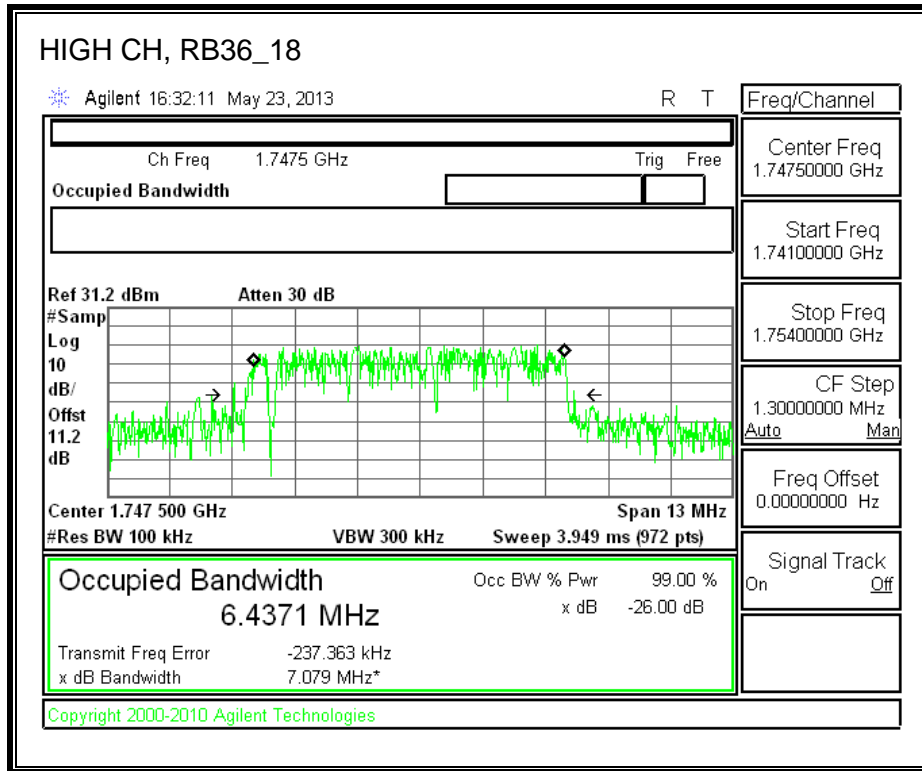 HIGH CH, RB36_18
Agilent 16:32:11 May 23, 2013 R T
Freq/Channel
Ch Freq 1.7475 GHz Trig Free
Occupied Bandwidth
Center Freq
1.74750000 GHz
Start Freq
1.74100000 GHz
Stop Freq
1.75400000 GHz
CF Step
1.30000000 MHz
Auto Man
Freq Offset
0.00000000 Hz
Signal Track
On Off
Ref 31.2 dBm Atten 30 dB
#Samp
Log
10
dB/
Offst
11.2
dB
Center 1.747 500 GHz Span 13 MHz
#Res BW 100 kHz VBW 300 kHz Sweep 3.949 ms (972 pts)
Occupied Bandwidth Occ BW % Pwr 99.00 %
6.4371 MHz x dB -26.00 dB
Transmit Freq Error -237.363 kHz
x dB Bandwidth 7.079 MHz*
Copyright 2000-2010 Agilent Technologies